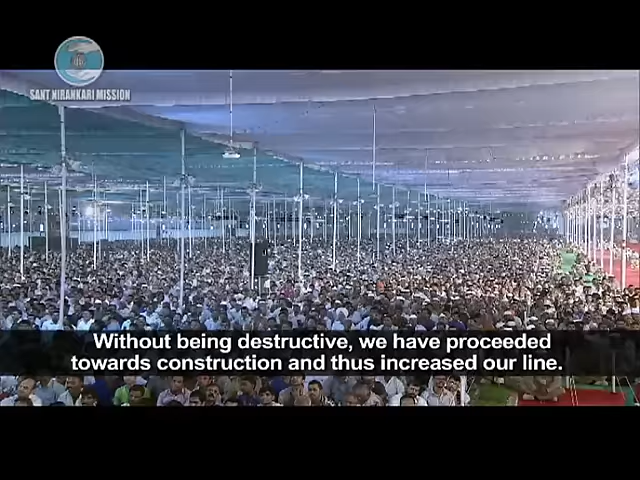 SANT NIRANKARI MISSION
Without being destructive, we have proceeded
towards construction and thus increased our line.